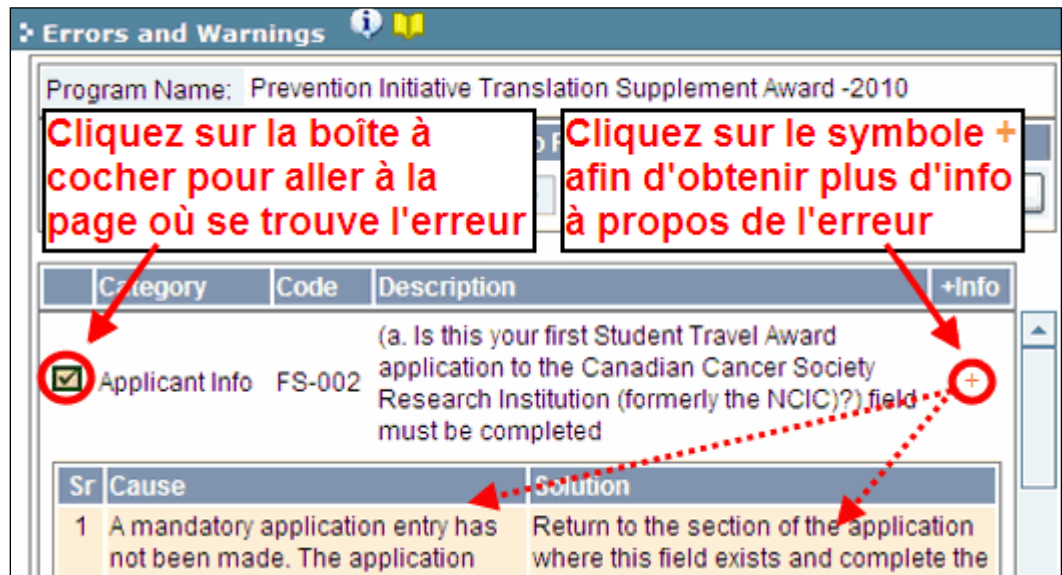 Errors and Warnings
Program Name: Prevention Initiative Translation Supplement Award -2010
Cliquez sur la boîte à
cocher pour aller à la
page où se trouve l'erreur
Cliquez sur le symbole +
afin d'obtenir plus d'info
à propos de l'erreur
Category Code Description +Info
Applicant Info FS-002 (a. Is this your first Student Travel Award
application to the Canadian Cancer Society
Research Institution (formerly the NCIC)?) field
must be completed
+
Sr Cause Solution
1 A mandatory application entry has Return to the section of the application
not been made. The application where this field exists and complete the